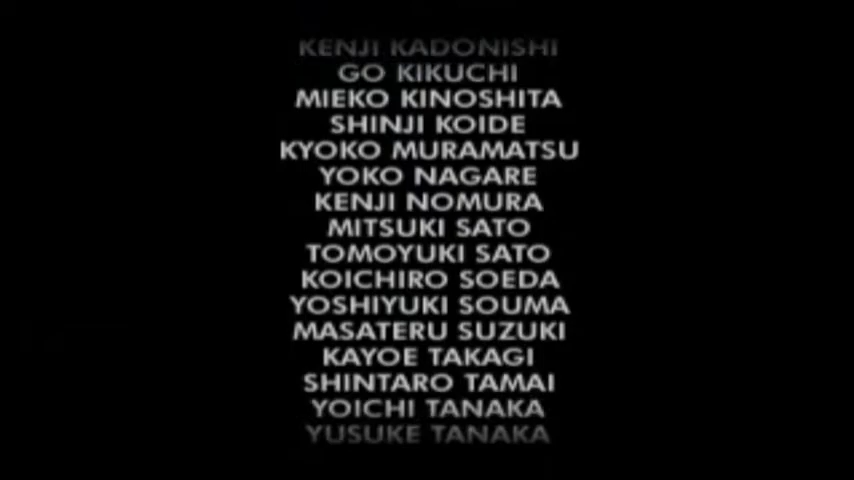 KENJI KADONISHI
GO KIKUCHI
MIEKO KINOSHITA
SHINJI KOIDE
KYOKO MURAMATSU
YOKO NAGARE
KENJI NOMURA
MITSUKI SATO
TOMOYUKI SATO
KOICHIRO SOEDA
YOSHIYUKI SOUMA
MASATERU SUZUKI
KAYOE TAKAGI
SHINTARO TAMAI
YOICHI TANAKA
YUSUKE TANAKA